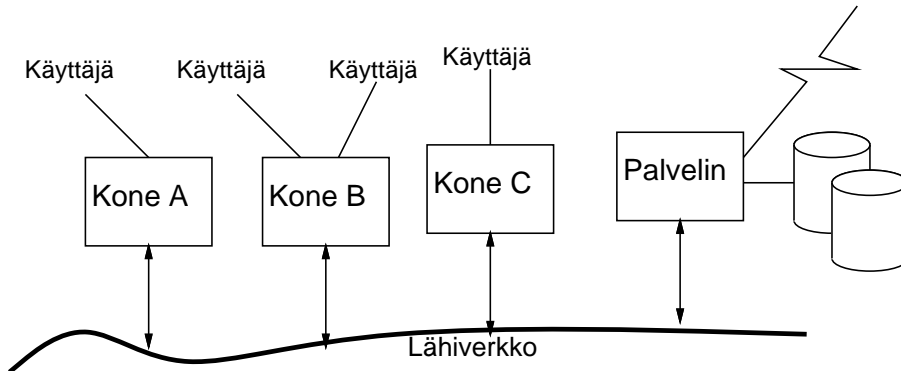 Käyttäjä
Käyttäjä
Käyttäjä
Käyttäjä
Kone A
Kone B
Kone C
Palvelin
Lähiverkko